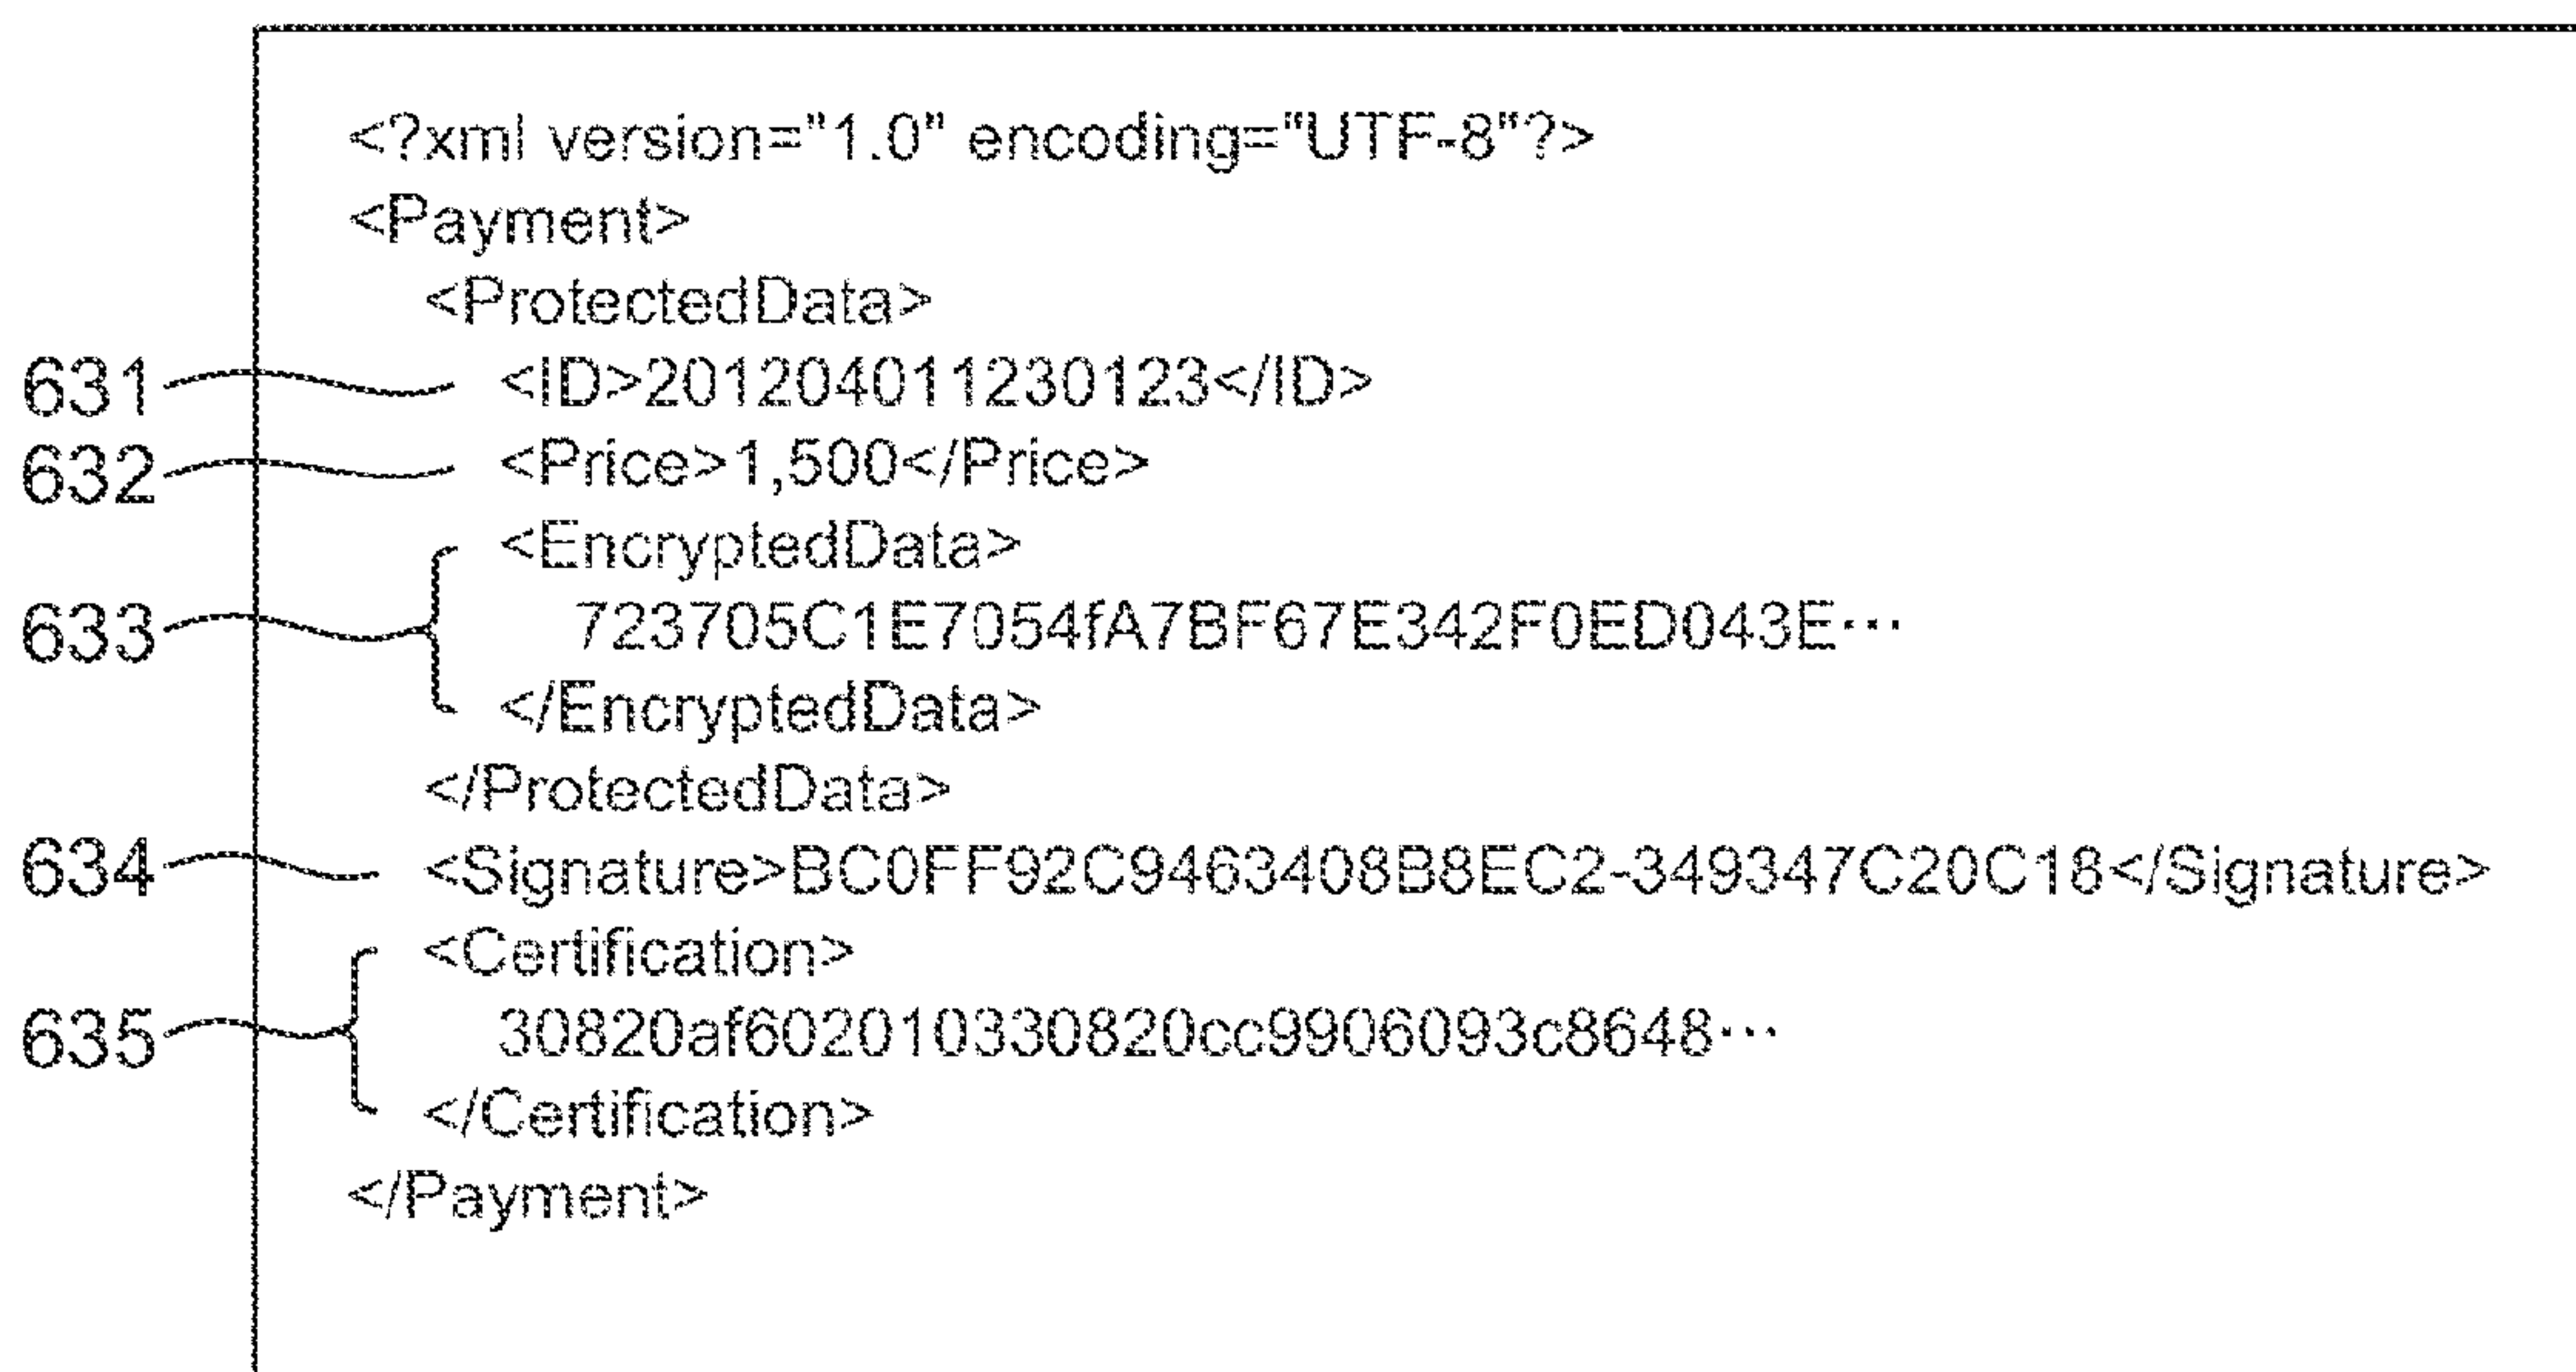 <?xml version="1.0" encoding="UTF-8"?>
<Payment>
<ProtectedData>
631 <ID>201204011230123</ID>
632 <Price>1,500</Price>
<EncryptedData>
633 723705C1E7054fA7BF67E342F0ED043E···
</EncryptedData>
</ProtectedData>
634 <Signature>BC0FF92C9463408B8EC2-349347C20C18</Signature>
<Certification>
635 30820af602010330820cc9906093c8648···
</Certification>
</Payment>